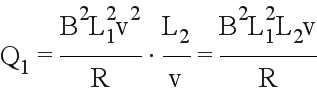 Q₁ = B²L₁²v²/R · L₂/v = B²L₁²L₂v/R